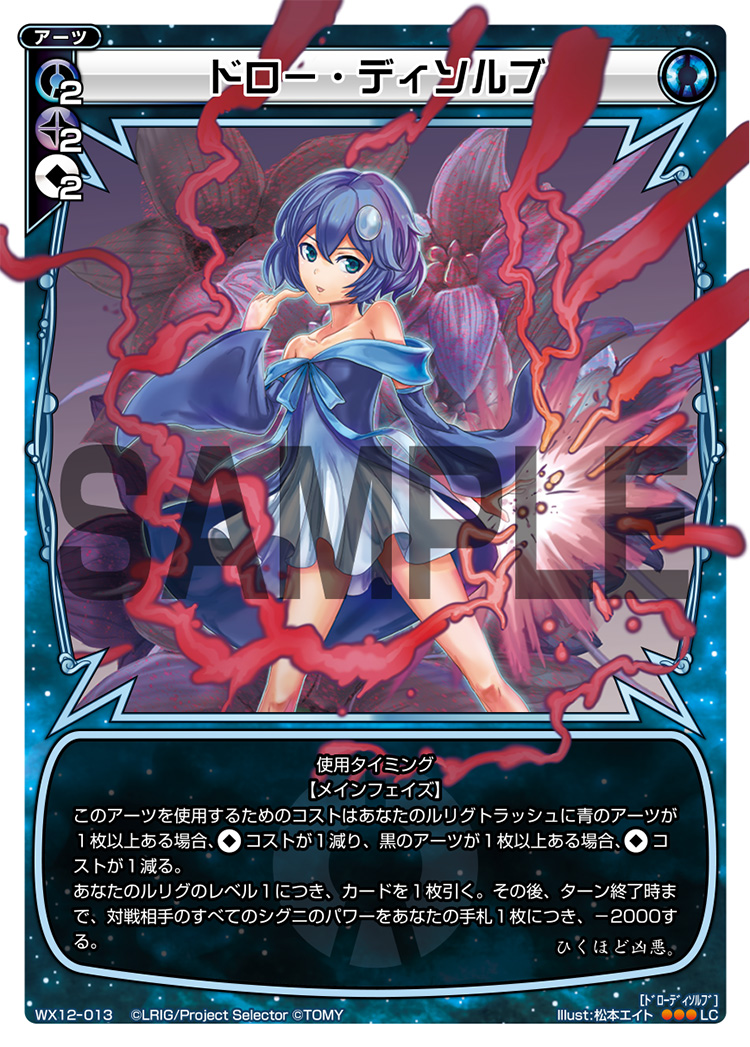 アーツ
ドロー・ディソルブ
2
2
2
SAMPLE
使用タイミング
【メインフェイズ】
このアーツを使用するためのコストはあなたのルリグトラッシュに青のアーツが
1枚以上ある場合、コストが1減り、黒のアーツが1枚以上ある場合、コ
ストが1減る。
あなたのルリグのレベル1につき、カードを1枚引く。その後、ターン終了時ま
で、対戦相手のすべてのシグニのパワーをあなたの手札1枚につき、−2000す
る。
ひくほど凶悪。
[ドローディソルブ]
WX12-013 ©LRIG/Project Selector ©TOMY Illust:松本エイト LC